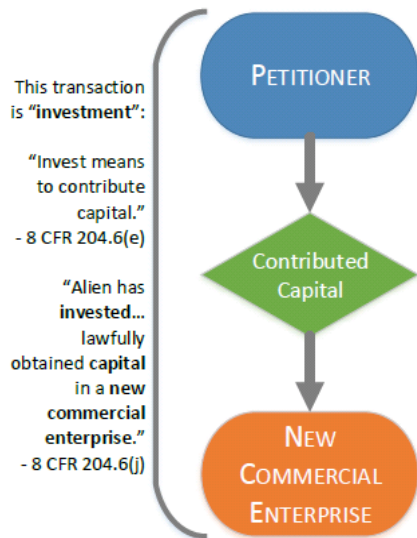 This transaction
is “investment”:
“Invest means
to contribute
capital.”
- 8 CFR 204.6(e)
“Alien has
invested...
lawfully
obtained capital
in a new
commercial
enterprise.”
- 8 CFR 204.6(j)
PETITIONER
Contributed
Capital
NEW
COMMERCIAL
ENTERPRISE